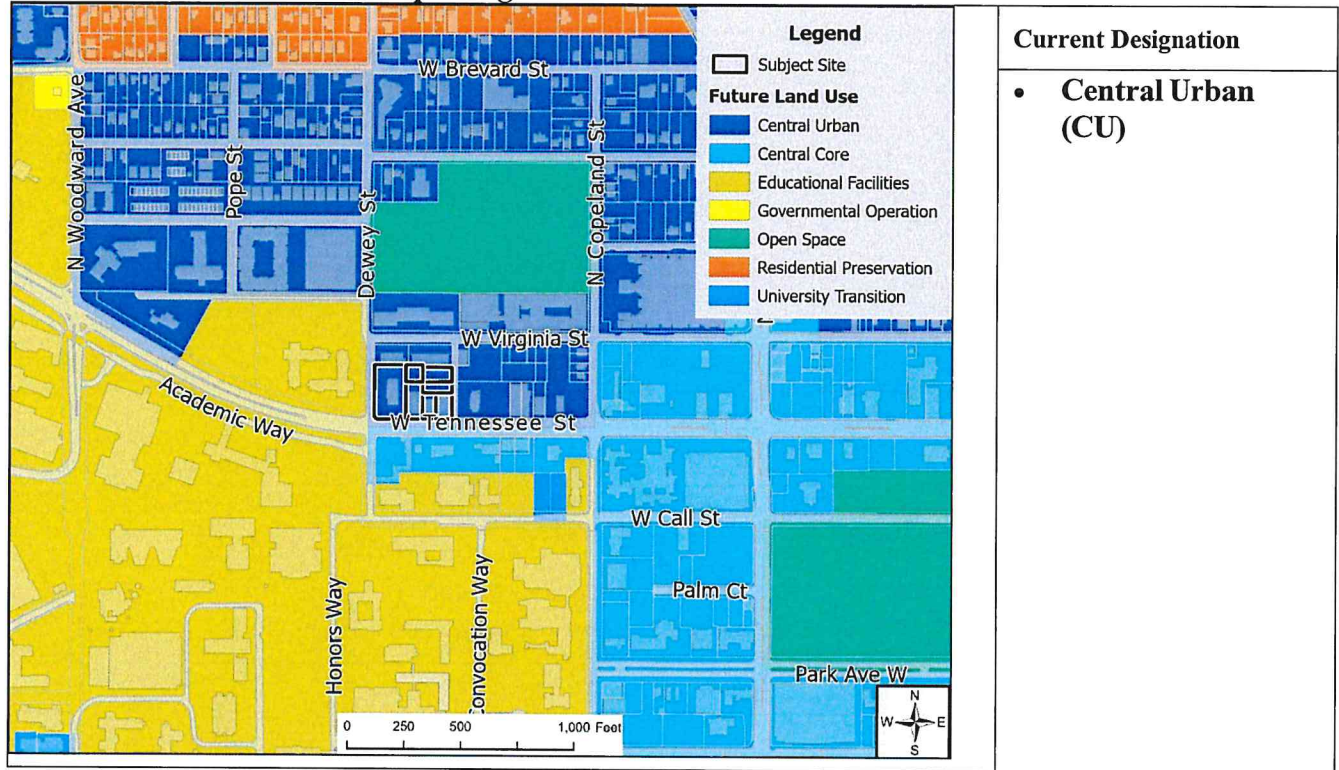 Legend
Subject Site
Future Land Use
Central Urban
Central Core
Educational Facilities
Governmental Operation
Open Space
Residential Preservation
University Transition
W Brevard St
N Woodward Ave
Pope St
Dewey St
N Copeland St
W Virginia St
Academic Way
W Tennessee St
W Call St
Honors Way
Convocation Way
Palm Ct
Park Ave W
0 250 500 1,000 Feet
N
W E
S
Current Designation
• Central Urban
(CU)